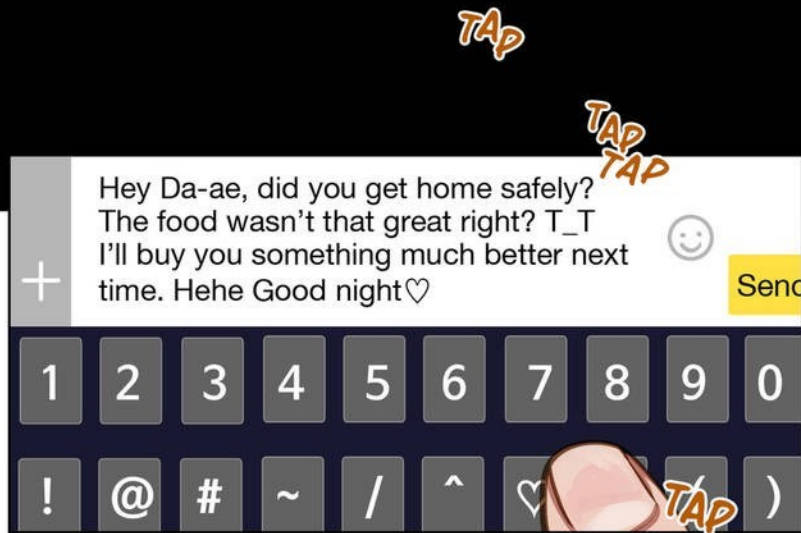 TAP
TAP
TAP
Hey Da-ae, did you get home safely?
The food wasn't that great right? T_T
I'll buy you something much better next
time. Hehe Good night♡
+
Send
1 2 3 4 5 6 7 8 9 0
! @ # ~ / ^ ♡ )
TAP